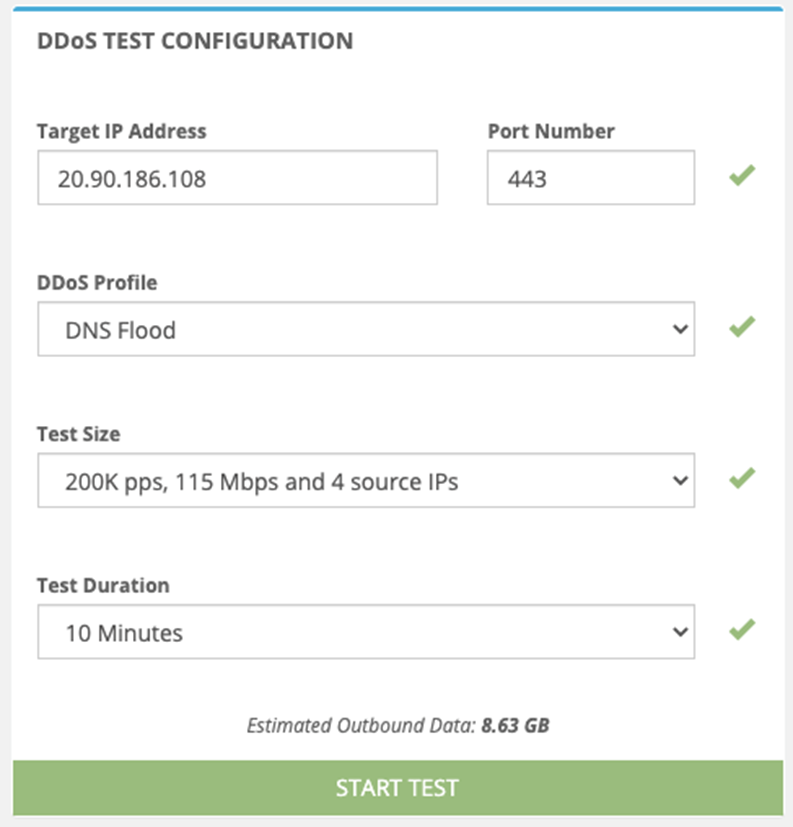 DDoS TEST CONFIGURATION
Target IP Address Port Number
20.90.186.108 443
DDoS Profile
DNS Flood
Test Size
200K pps, 115 Mbps and 4 source IPs
Test Duration
10 Minutes
Estimated Outbound Data: 8.63 GB
START TEST